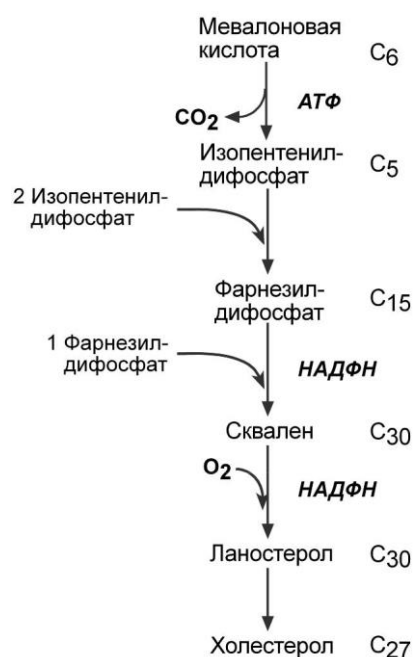 Мевалоновая
кислота
C6
АТФ
CO2
Изопентенил-
дифосфат
C5
2 Изопентенил-
дифосфат
Фарнезил-
дифосфат
C15
1 Фарнезил-
дифосфат
НАДФН
Сквален
C30
O2
НАДФН
Ланостерол
C30
Холестерол
C27